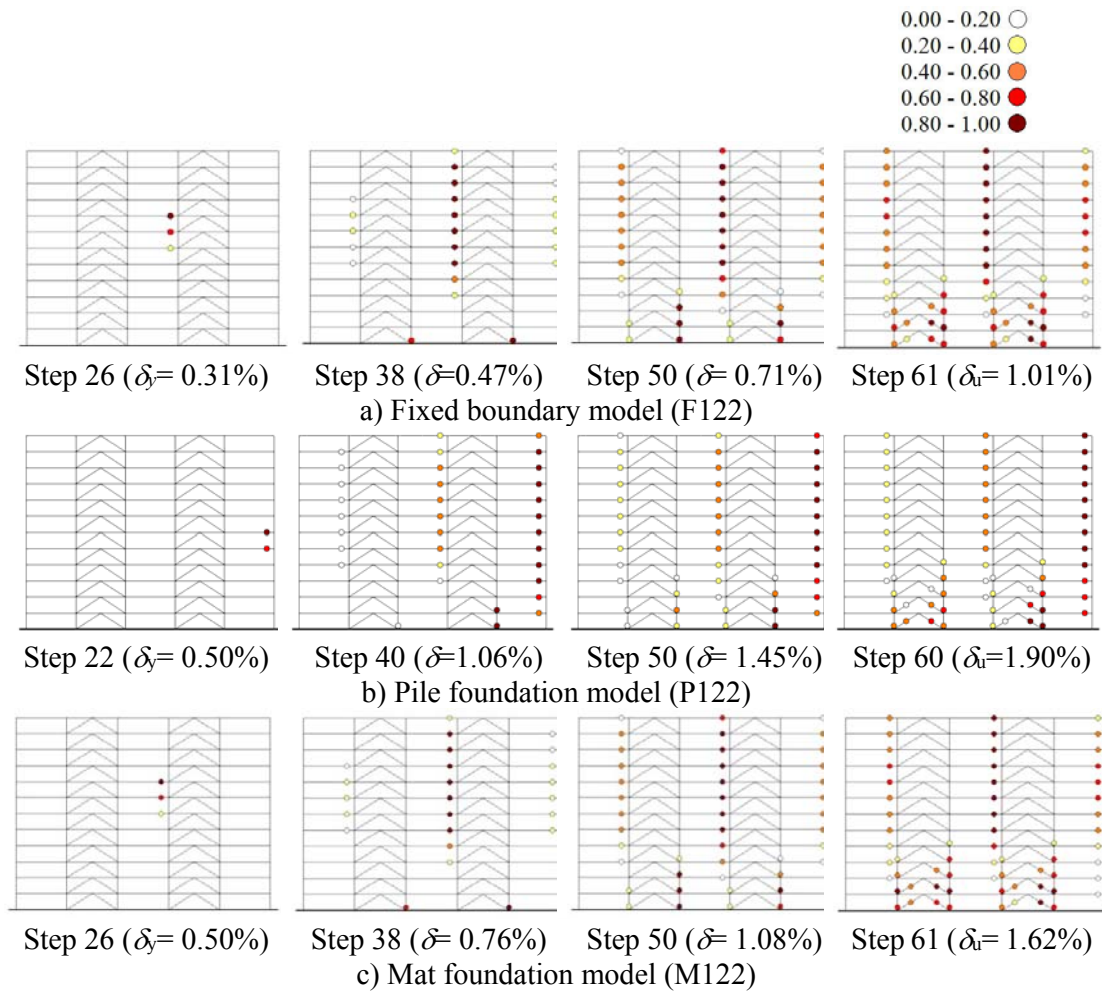 0.00 - 0.20
0.20 - 0.40
0.40 - 0.60
0.60 - 0.80
0.80 - 1.00
Step 26 (δy= 0.31%) Step 38 (δ=0.47%) Step 50 (δ= 0.71%) Step 61 (δu= 1.01%)
a) Fixed boundary model (F122)
Step 22 (δy= 0.50%) Step 40 (δ=1.06%) Step 50 (δ= 1.45%) Step 60 (δu=1.90%)
b) Pile foundation model (P122)
Step 26 (δy= 0.50%) Step 38 (δ= 0.76%) Step 50 (δ= 1.08%) Step 61 (δu= 1.62%)
c) Mat foundation model (M122)